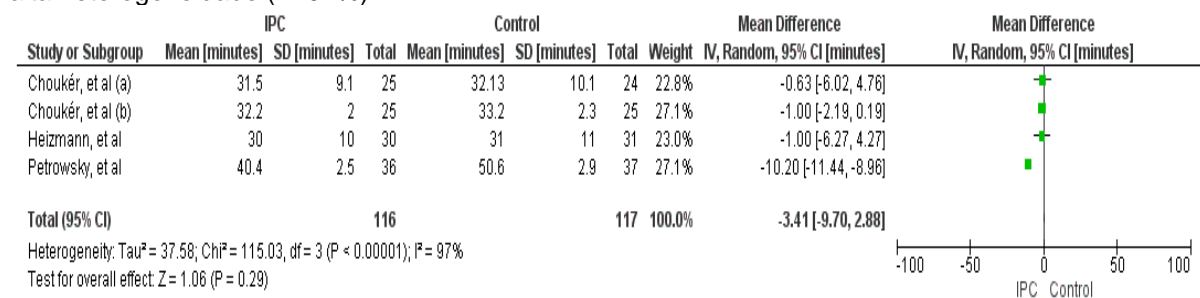 IPC Control Mean Difference Mean Difference
Study or Subgroup Mean [minutes] SD [minutes] Total Mean [minutes] SD [minutes] Total Weight IV, Random, 95% CI [minutes] IV, Random, 95% CI [minutes]
Choukér, et al (a) 31.5 9.1 25 32.13 10.1 24 22.8% -0.63 [-6.02, 4.76]
Choukér, et al (b) 32.2 2 25 33.2 2.3 25 27.1% -1.00 [-2.19, 0.19]
Heizmann, et al 30 10 30 31 11 31 23.0% -1.00 [-6.27, 4.27]
Petrowsky, et al 40.4 2.5 36 50.6 2.9 37 27.1% -10.20 [-11.44, -8.96]
Total (95% CI) 116 117 100.0% -3.41 [-9.70, 2.88]
Heterogeneity: Tau² = 37.58; Chi² = 115.03, df = 3 (P < 0.00001); I² = 97%
Test for overall effect: Z = 1.06 (P = 0.29)
-100 -50 0 50 100
IPC Control